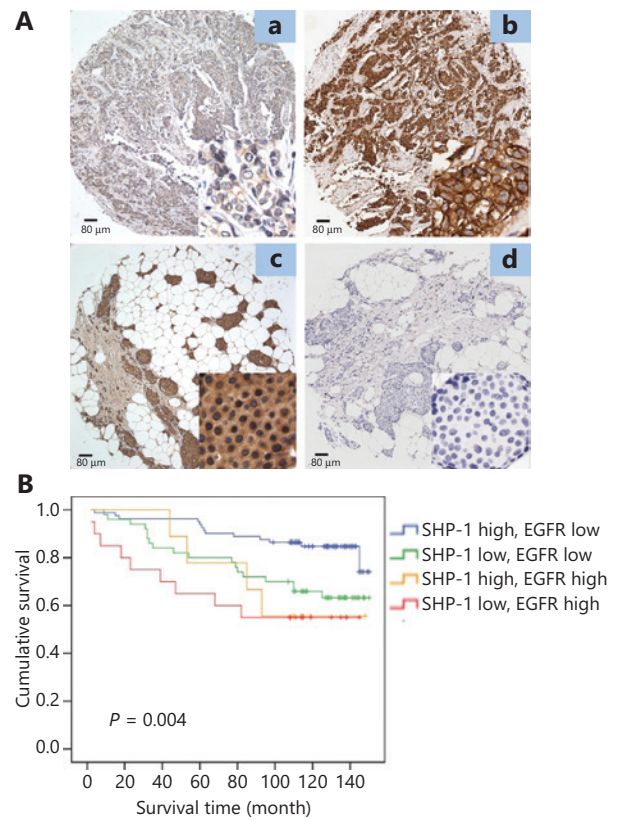 A
a
b
80 μm
80 μm
c
d
80 μm
80 μm
B
1.0
0.8
0.6
0.4
0.2
0.0
Cumulative survival
P = 0.004
0 20 40 60 80 100 120 140
Survival time (month)
SHP-1 high, EGFR low
SHP-1 low, EGFR low
SHP-1 high, EGFR high
SHP-1 low, EGFR high